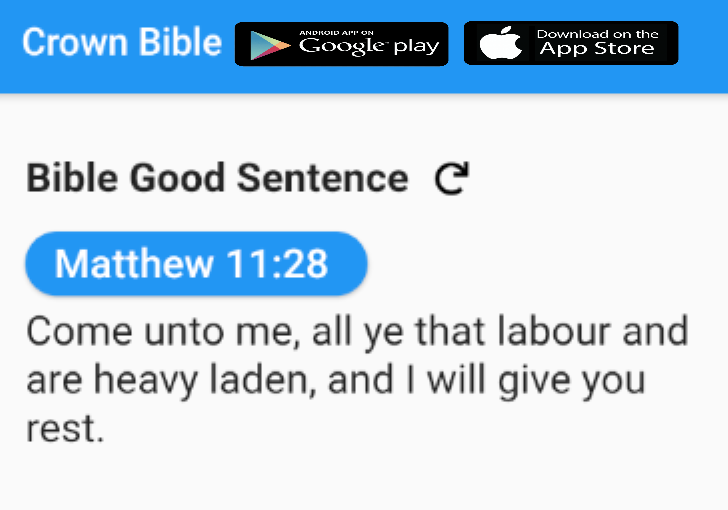 Crown Bible
ANDROID APP ON
Google play
Download on the
App Store
Bible Good Sentence
Matthew 11:28
Come unto me, all ye that labour and
are heavy laden, and I will give you
rest.